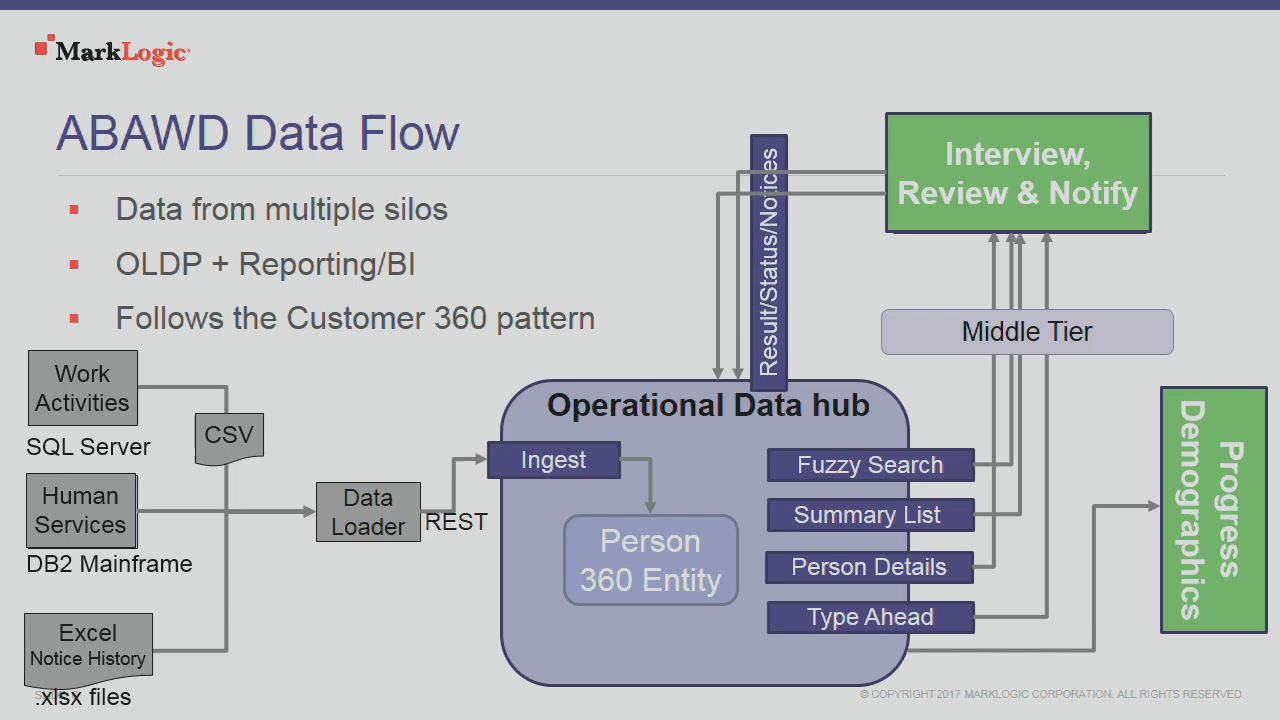 MarkLogic
ABAWD Data Flow
Data from multiple silos
OLDP + Reporting/BI
Follows the Customer 360 pattern
Interview,
Review & Notify
Result/Status/Notices
Middle Tier
Work
Activities
SQL Server
CSV
Human
Services
DB2 Mainframe
Data
Loader
REST
Excel
Notice History
.xlsx files
Operational Data hub
Ingest
Person
360 Entity
Fuzzy Search
Summary List
Person Details
Type Ahead
Progress
Demographics
© COPYRIGHT 2017 MARKLOGIC CORPORATION. ALL RIGHTS RESERVED.